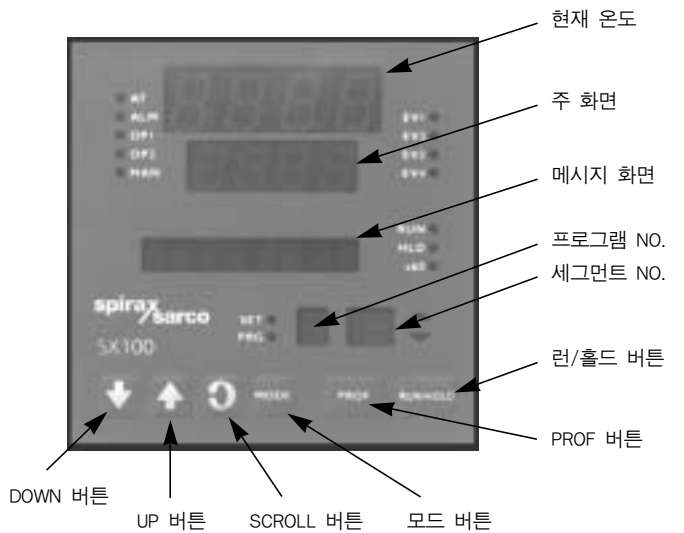 현재 온도
주 화면
메시지 화면
프로그램 NO.
세그먼트 NO.
런/홀드 버튼
PROF 버튼
모드 버튼
SCROLL 버튼
UP 버튼
DOWN 버튼
AT
ALM
OP1
OP2
MAN
EV1
EV2
EV3
EV4
RUN
HLD
spirax
sarco
SX100
SET
PRG
MODE
PROF
RUN/HOLD